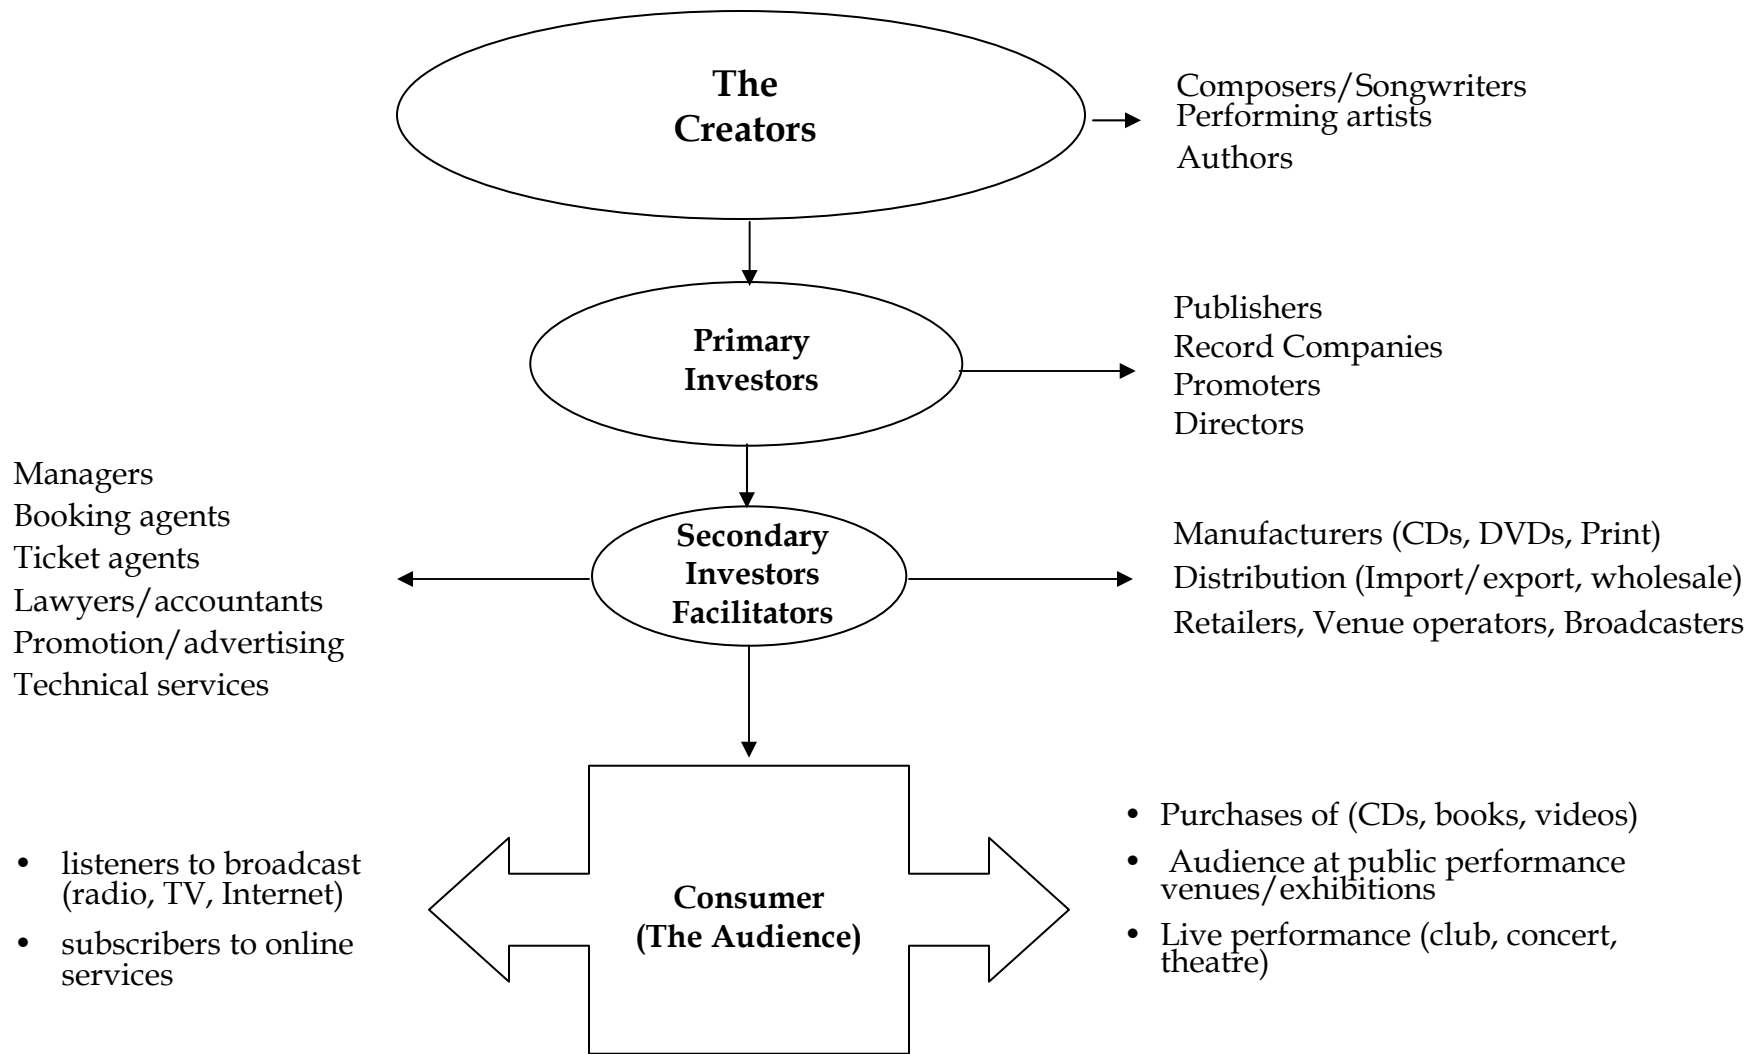 The
Creators
Composers/Songwriters
Performing artists
Authors
Primary
Investors
Publishers
Record Companies
Promoters
Directors
Managers
Booking agents
Ticket agents
Lawyers/accountants
Promotion/advertising
Technical services
Secondary
Investors
Facilitators
Manufacturers (CDs, DVDs, Print)
Distribution (Import/export, wholesale)
Retailers, Venue operators, Broadcasters
• listeners to broadcast
(radio, TV, Internet)
• subscribers to online
services
Consumer
(The Audience)
• Purchases of (CDs, books, videos)
• Audience at public performance
venues/exhibitions
• Live performance (club, concert,
theatre)